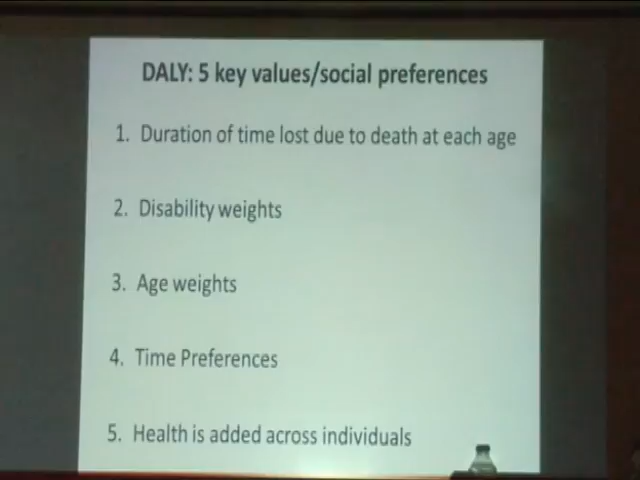 DALY: 5 key values/social preferences
1. Duration of time lost due to death at each age
2. Disability weights
3. Age weights
4. Time Preferences
5. Health is added across individuals